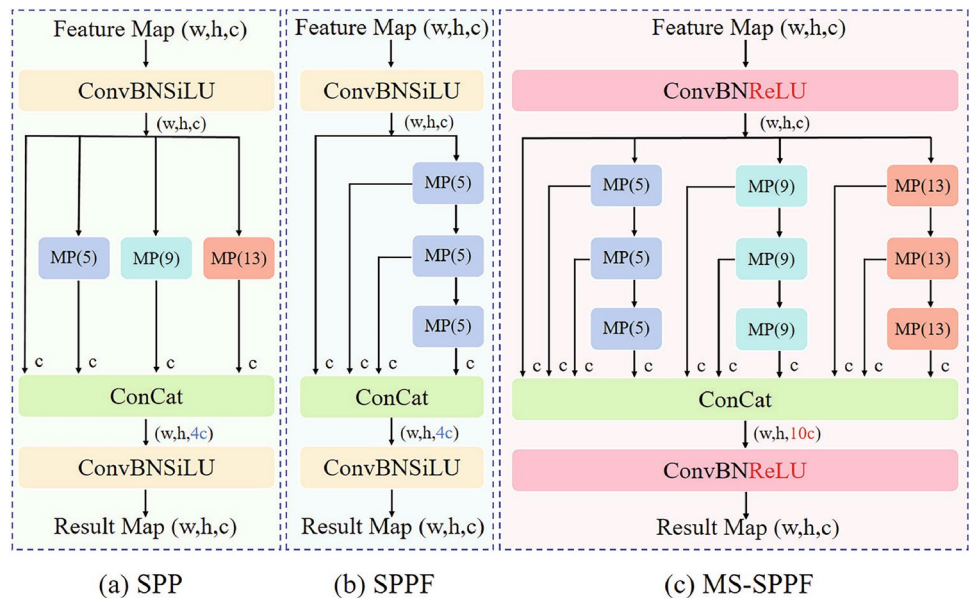 Feature Map (w,h,c)
ConvBNSiLU
(w,h,c)
MP(5)
MP(9)
MP(13)
c
c
c
c
ConCat
(w,h,4c)
ConvBNSiLU
Result Map (w,h,c)
(a) SPP
Feature Map (w,h,c)
ConvBNSiLU
(w,h,c)
MP(5)
MP(5)
MP(5)
c
c
c
c
ConCat
(w,h,4c)
ConvBNSiLU
Result Map (w,h,c)
(b) SPPF
Feature Map (w,h,c)
ConvBNReLU
(w,h,c)
MP(5)
MP(9)
MP(13)
MP(5)
MP(9)
MP(13)
MP(5)
MP(9)
MP(13)
c
c
c
c
c
c
c
c
c
c
ConCat
(w,h,10c)
ConvBNReLU
Result Map (w,h,c)
(c) MS-SPPF